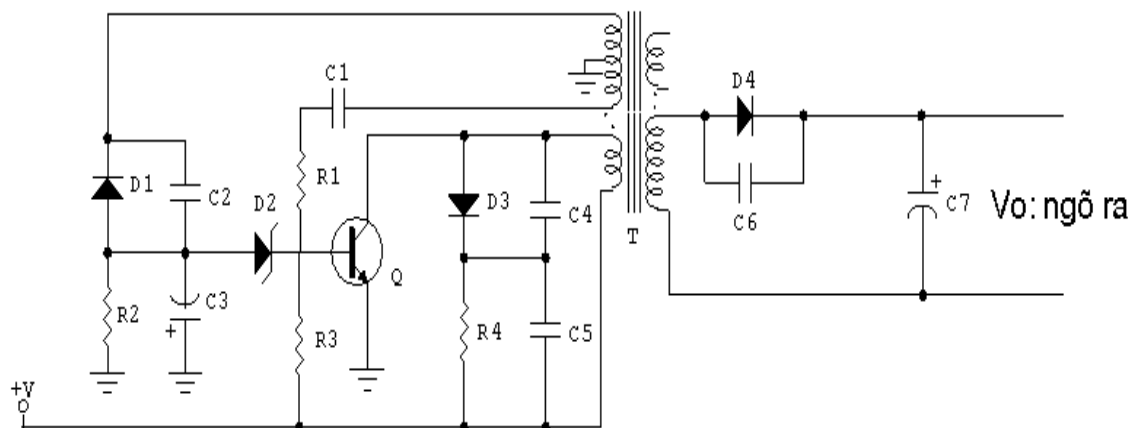 C1
D4
D1
C2
D2
R1
D3
C4
C6
C7
Vo: ngõ ra
T
Q
R2
C3
R3
R4
C5
+
+
+V